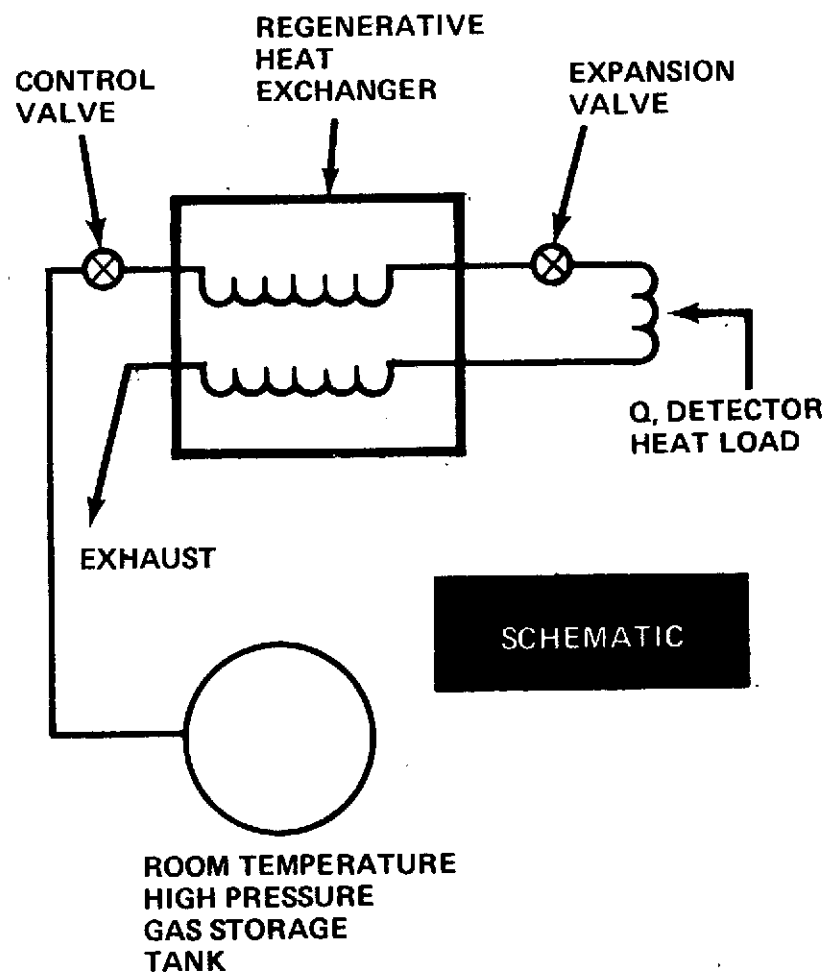 REGENERATIVE
HEAT
EXCHANGER
CONTROL
VALVE
EXPANSION
VALVE
Q, DETECTOR
HEAT LOAD
EXHAUST
SCHEMATIC
ROOM TEMPERATURE
HIGH PRESSURE
GAS STORAGE
TANK